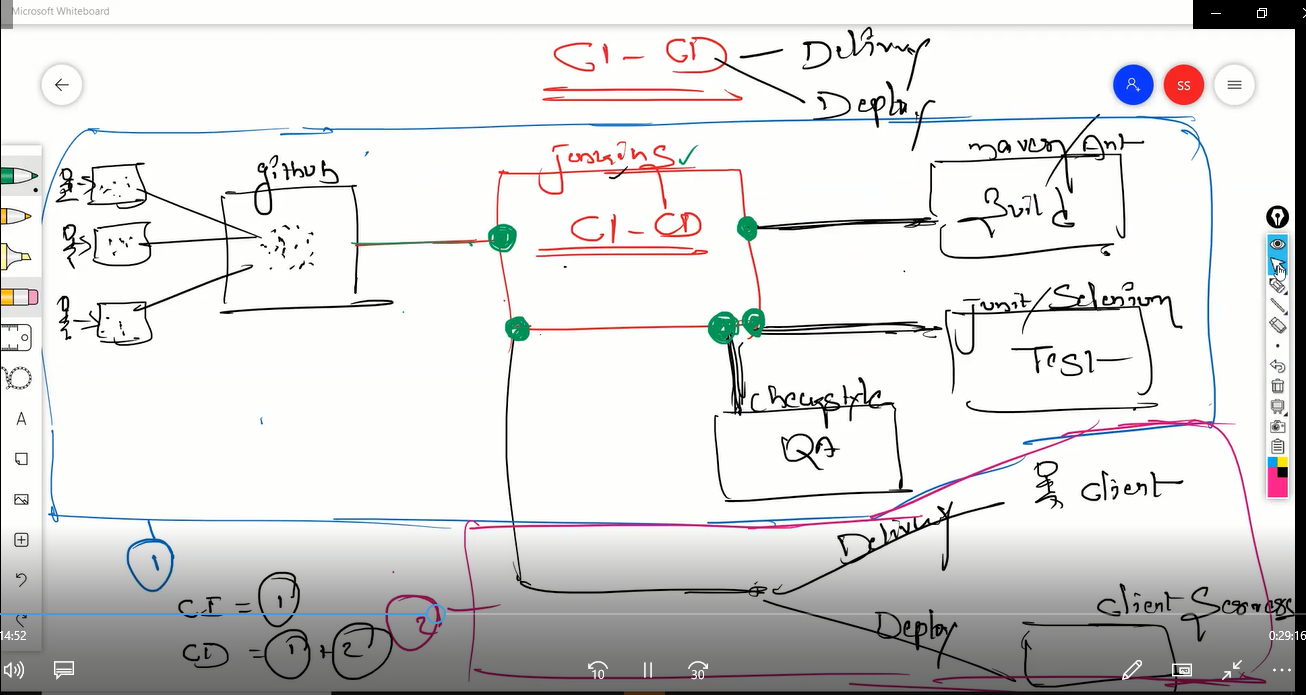 Microsoft Whiteboard
CI - CD - Delivery
Deploy
SS
github
Jenkins ✓
CI - CD
maven / Ant
Build
Junit / Selenium
Test
Checkstyle
QA
Client
Delivery
1
CI = 1
CD = 1 + 2
2
Deploy
Client
14:52
0:29:16
10
30
A